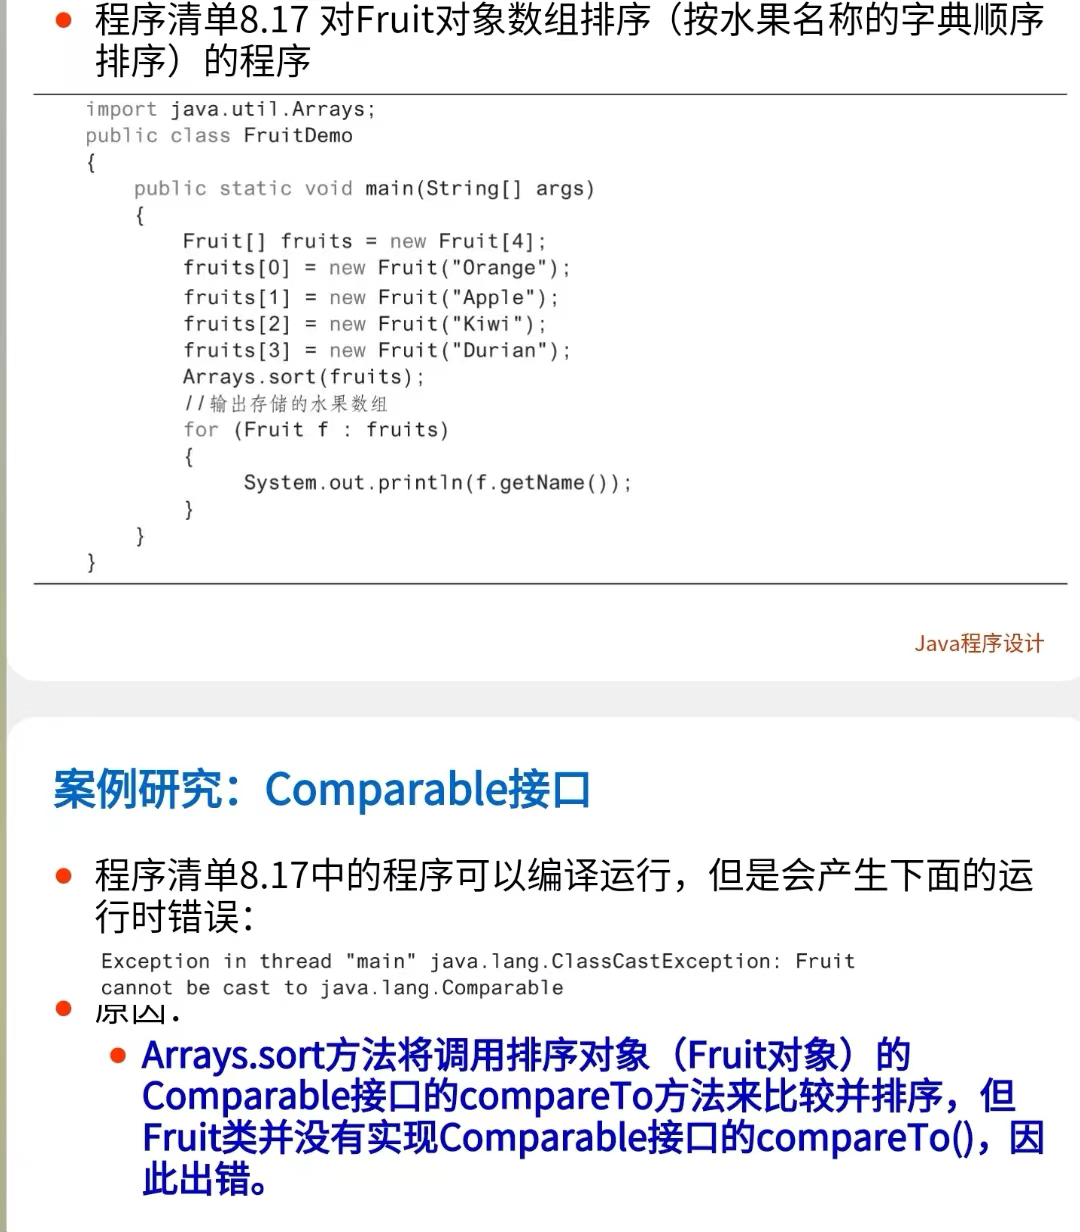 程序清单8.17 对Fruit对象数组排序（按水果名称的字典顺序
排序）的程序
import java.util.Arrays;
public class FruitDemo
{
public static void main(String[] args)
{
Fruit[] fruits = new Fruit[4];
fruits[0] = new Fruit("Orange");
fruits[1] = new Fruit("Apple");
fruits[2] = new Fruit("Kiwi");
fruits[3] = new Fruit("Durian");
Arrays.sort(fruits);
//输出存储的水果数组
for (Fruit f : fruits)
{
System.out.println(f.getName());
}
}
}
Java程序设计
案例研究：Comparable接口
程序清单8.17中的程序可以编译运行，但是会产生下面的运
行时错误：
Exception in thread "main" java.lang.ClassCastException: Fruit
cannot be cast to java.lang.Comparable
原因：
Arrays.sort方法将调用排序对象（Fruit对象）的
Comparable接口的compareTo方法来比较并排序，但
Fruit类并没有实现Comparable接口的compareTo()，因
此出错。